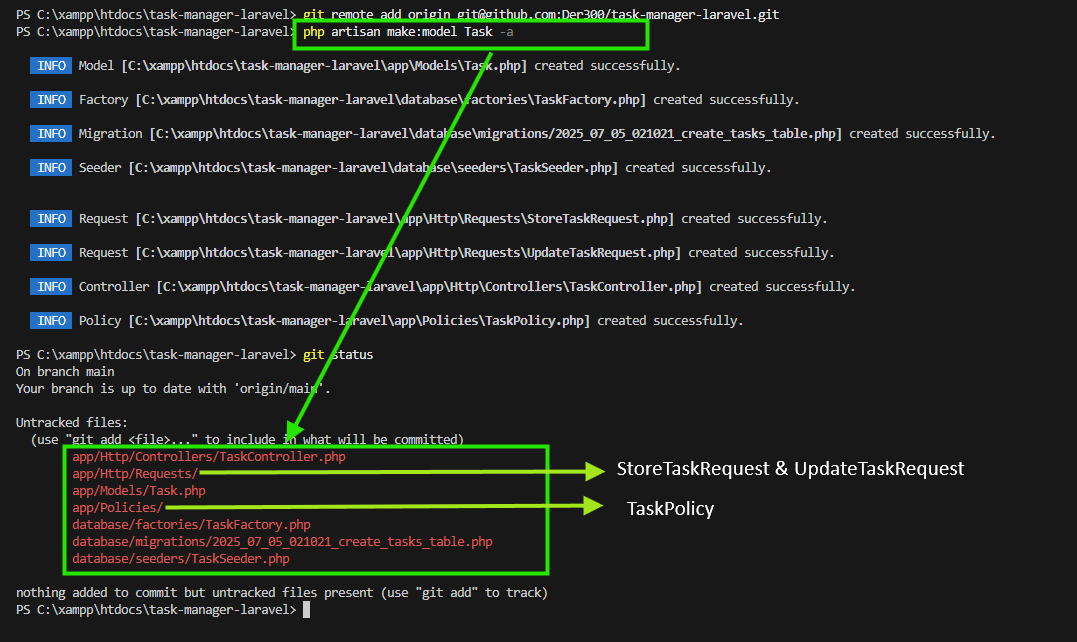 PS C:\xampp\htdocs\task-manager-laravel> git remote add origin git@github.com:Der300/task-manager-laravel.git
PS C:\xampp\htdocs\task-manager-laravel> php artisan make:model Task -a
INFO Model [C:\xampp\htdocs\task-manager-laravel\app\Models\Task.php] created successfully.
INFO Factory [C:\xampp\htdocs\task-manager-laravel\database\factories\TaskFactory.php] created successfully.
INFO Migration [C:\xampp\htdocs\task-manager-laravel\database\migrations/2025_07_05_021021_create_tasks_table.php] created successfully.
INFO Seeder [C:\xampp\htdocs\task-manager-laravel\database\seeders\TaskSeeder.php] created successfully.
INFO Request [C:\xampp\htdocs\task-manager-laravel\app\Http\Requests\StoreTaskRequest.php] created successfully.
INFO Request [C:\xampp\htdocs\task-manager-laravel\app\Http\Requests\UpdateTaskRequest.php] created successfully.
INFO Controller [C:\xampp\htdocs\task-manager-laravel\app\Http\Controllers\TaskController.php] created successfully.
INFO Policy [C:\xampp\htdocs\task-manager-laravel\app\Policies\TaskPolicy.php] created successfully.
PS C:\xampp\htdocs\task-manager-laravel> git status
On branch main
Your branch is up to date with 'origin/main'.
Untracked files:
(use "git add <file>..." to include in what will be committed)
app/Http/Controllers/TaskController.php
app/Http/Requests/ StoreTaskRequest & UpdateTaskRequest
app/Models/Task.php
app/Policies/ TaskPolicy
database/factories/TaskFactory.php
database/migrations/2025_07_05_021021_create_tasks_table.php
database/seeders/TaskSeeder.php
nothing added to commit but untracked files present (use "git add" to track)
PS C:\xampp\htdocs\task-manager-laravel>